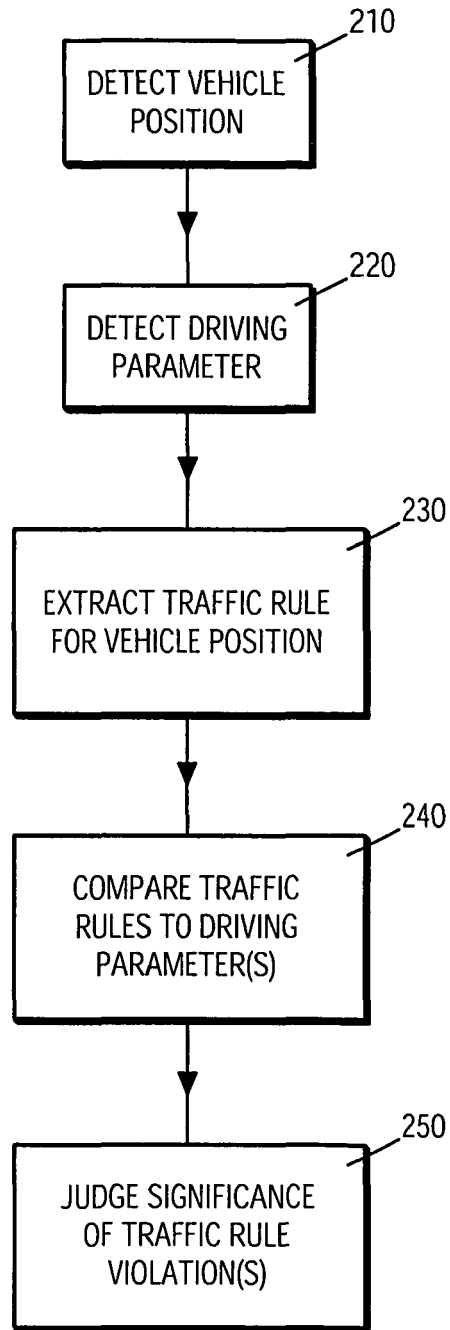 210
DETECT VEHICLE
POSITION
220
DETECT DRIVING
PARAMETER
230
EXTRACT TRAFFIC RULE
FOR VEHICLE POSITION
240
COMPARE TRAFFIC
RULES TO DRIVING
PARAMETER(S)
250
JUDGE SIGNIFICANCE
OF TRAFFIC RULE
VIOLATION(S)